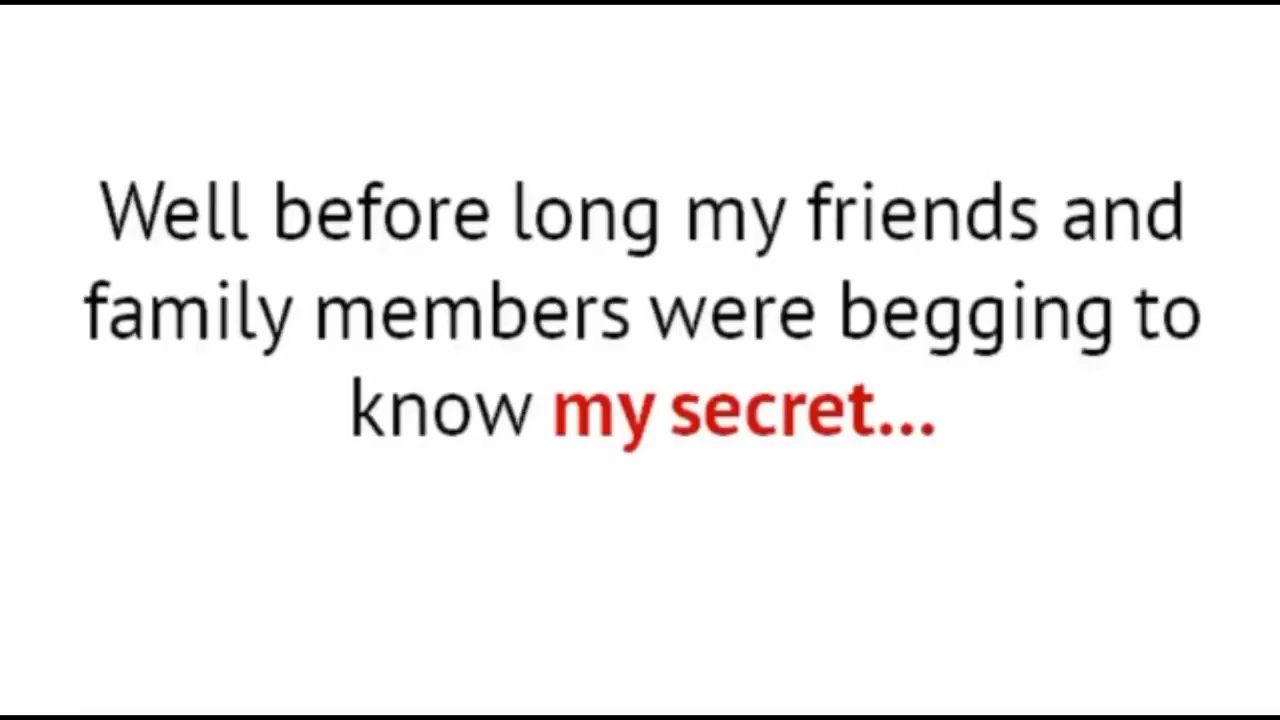 Well before long my friends and
family members were begging to
know my secret...